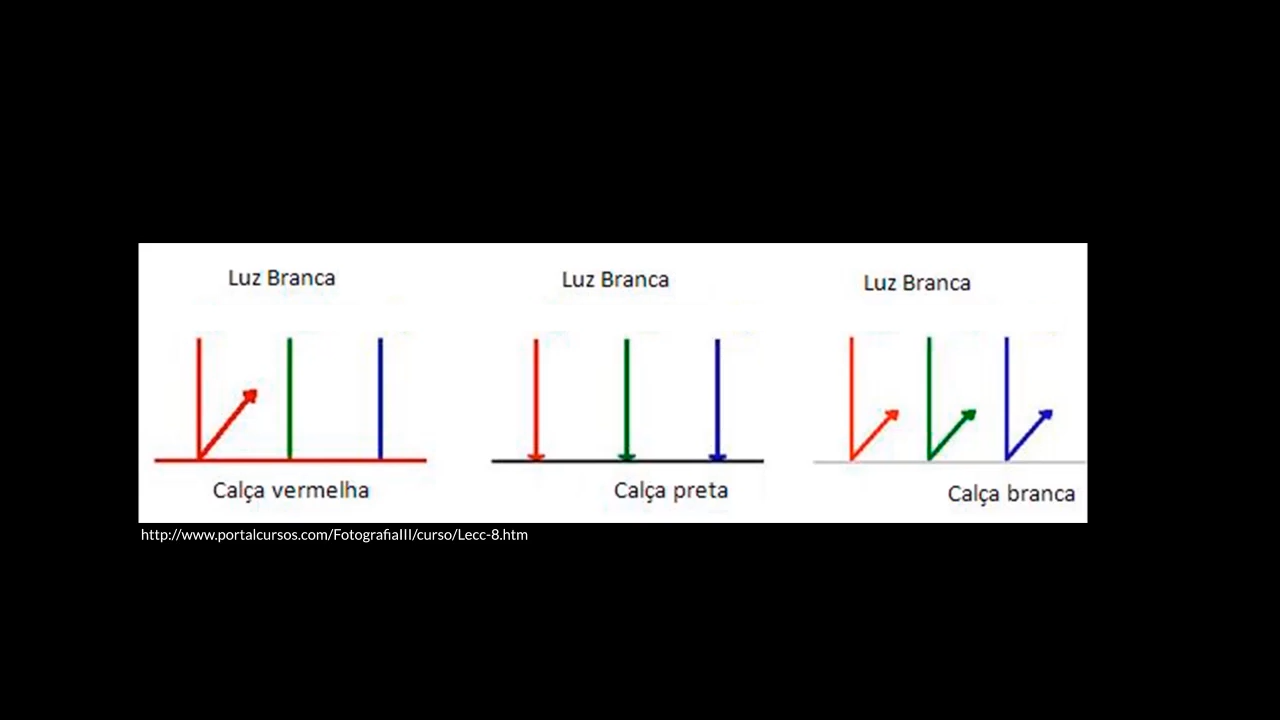 Luz Branca
Luz Branca
Luz Branca
Calça vermelha
Calça preta
Calça branca
http://www.portalcursos.com/FotografiaIII/curso/Lecc-8.htm